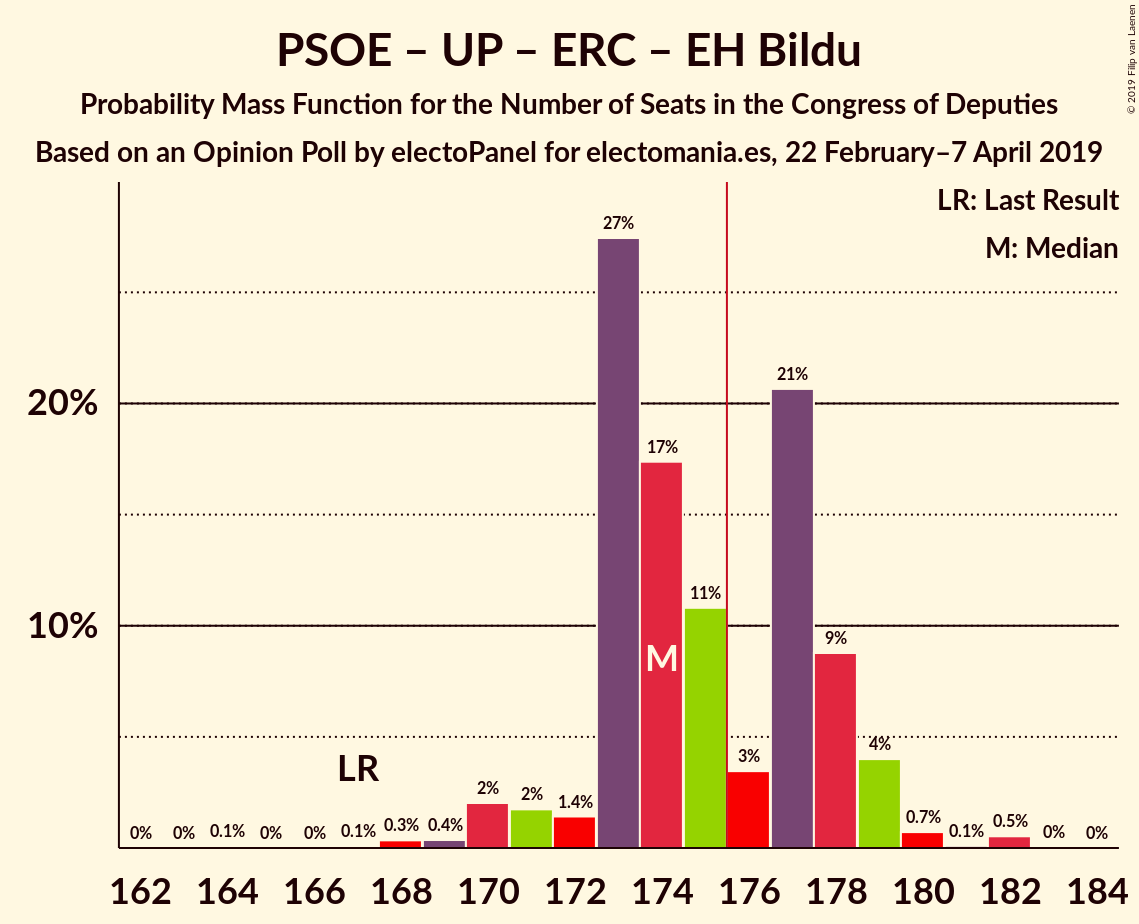 PSOE – UP – ERC – EH Bildu
Probability Mass Function for the Number of Seats in the Congress of Deputies
Based on an Opinion Poll by electoPanel for electomania.es, 22 February–7 April 2019
© 2019 Filip van Laenen
LR: Last Result
M: Median
20%
10%
0% 0% 0.1% 0% 0% 0.1% 0.3% 0.4% 2% 2% 1.4% 27% 17% 11% 3% 21% 9% 4% 0.7% 0.1% 0.5% 0% 0%
LR
M
162 164 166 168 170 172 174 176 178 180 182 184